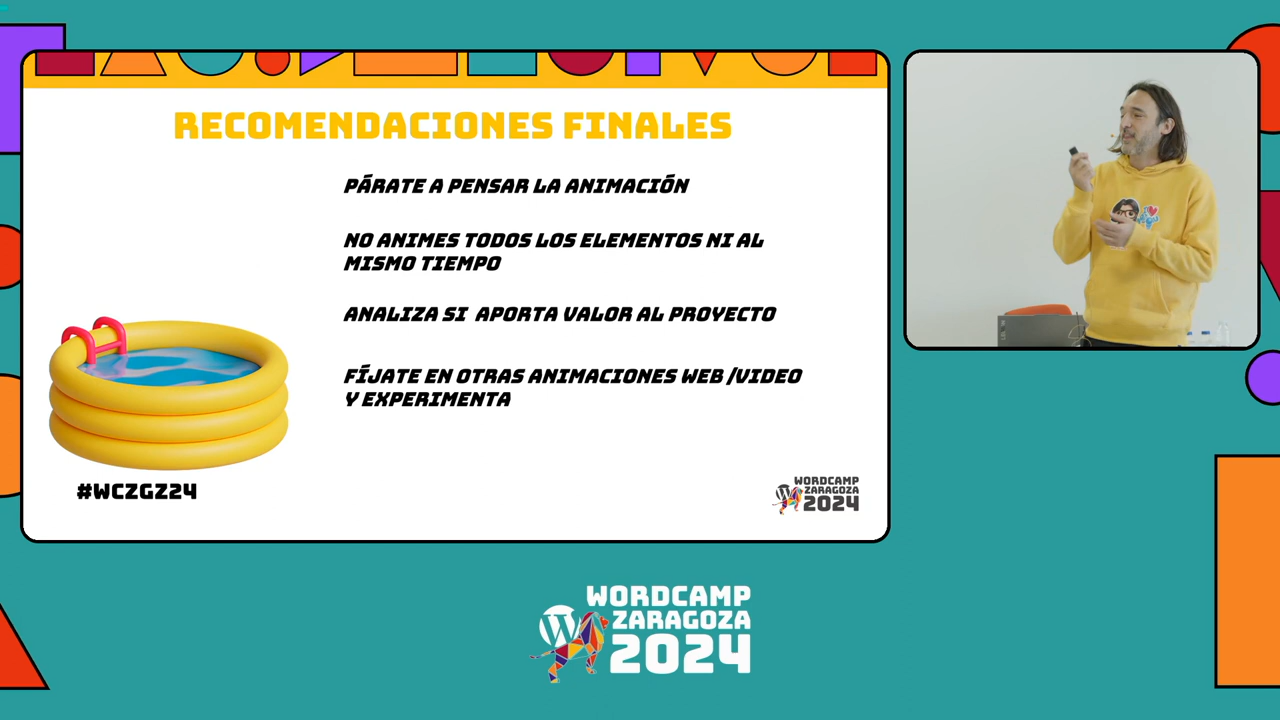 RECOMENDACIONES FINALES
PÁRATE A PENSAR LA ANIMACIÓN
NO ANIMES TODOS LOS ELEMENTOS NI AL
MISMO TIEMPO
ANALIZA SI APORTA VALOR AL PROYECTO
FÍJATE EN OTRAS ANIMACIONES WEB /VIDEO
Y EXPERIMENTA
#WCZGZ24
WORDCAMP
ZARAGOZA
2024
WORDCAMP
ZARAGOZA
2024